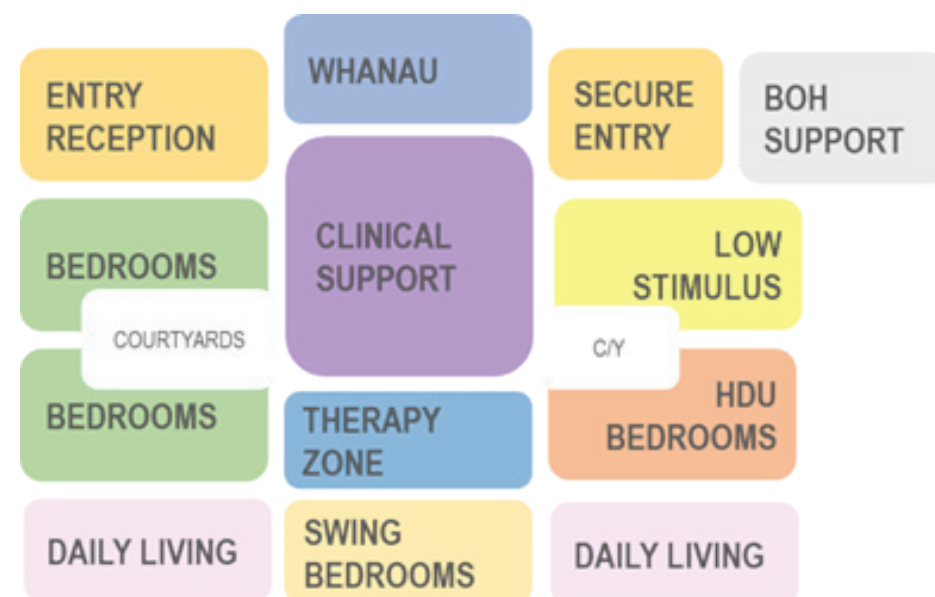 ENTRY
RECEPTION
WHANAU
SECURE
ENTRY
BOH
SUPPORT
BEDROOMS
CLINICAL
SUPPORT
LOW
STIMULUS
COURTYARDS
C/Y
BEDROOMS
THERAPY
ZONE
HDU
BEDROOMS
DAILY LIVING
SWING
BEDROOMS
DAILY LIVING